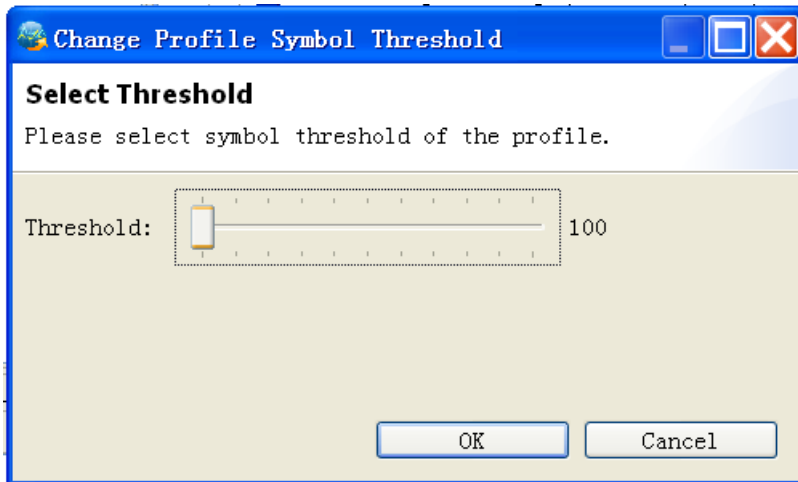 Change Profile Symbol Threshold
Select Threshold
Please select symbol threshold of the profile.
Threshold: 100
OK Cancel